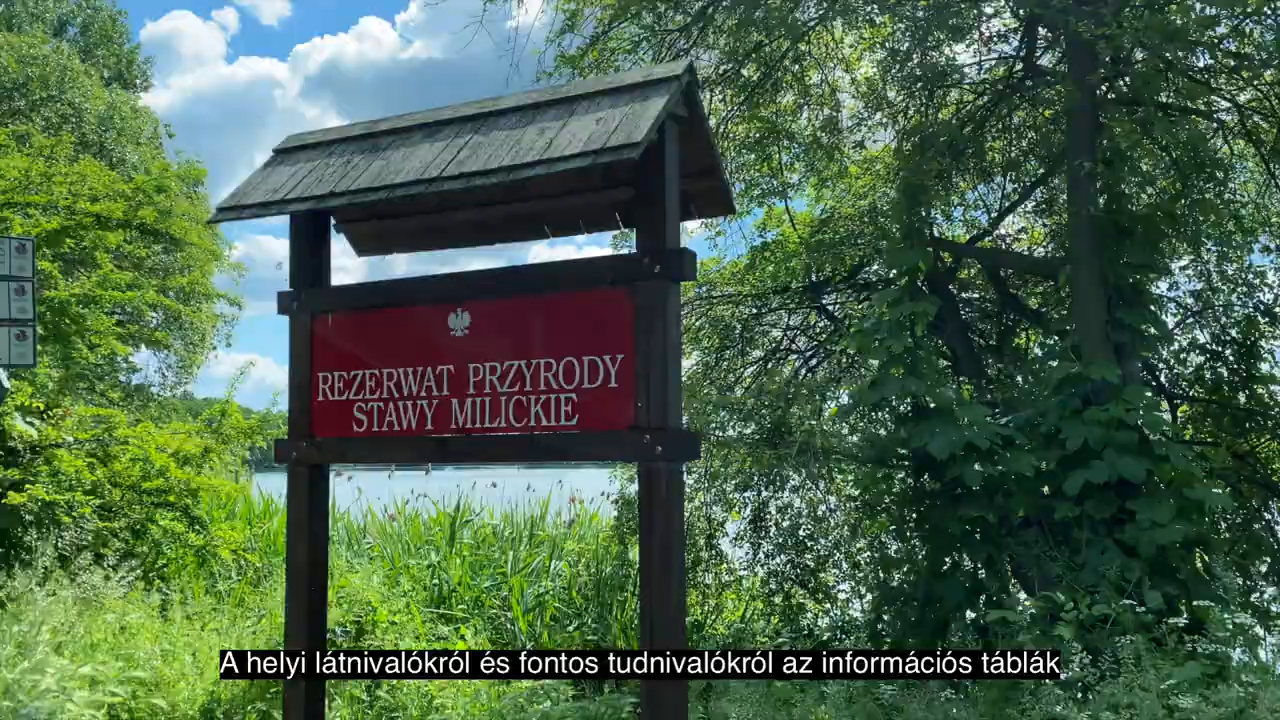 REZERWAT PRZYRODY
STAWY MILICKIE
A helyi látnivalókról és fontos tudnivalókról az információs táblák